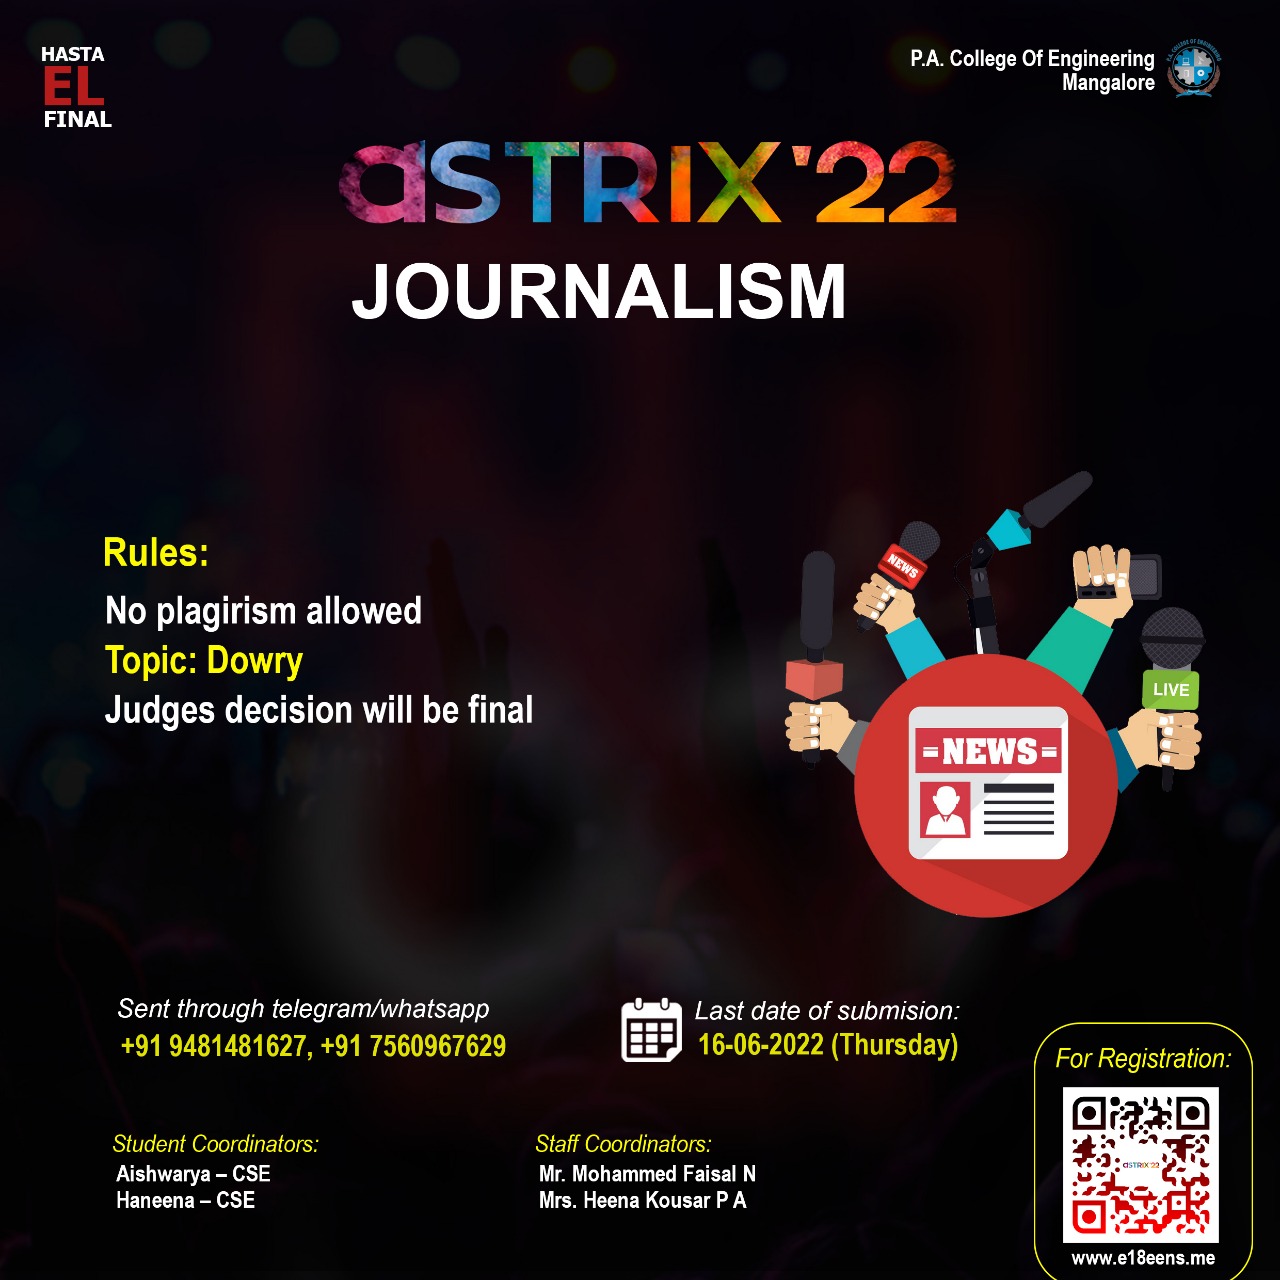 HASTA
EL
FINAL
P.A. College Of Engineering
Mangalore
aSTRIX'22
JOURNALISM
Rules:
No plagirism allowed
Topic: Dowry
Judges decision will be final
NEWS
LIVE
=NEWS=
Sent through telegram/whatsapp
+91 9481481627, +91 7560967629
Last date of submision:
16-06-2022 (Thursday)
For Registration:
aSTRIX'22
www.e18eens.me
Student Coordinators:
Aishwarya – CSE
Haneena – CSE
Staff Coordinators:
Mr. Mohammed Faisal N
Mrs. Heena Kousar P A